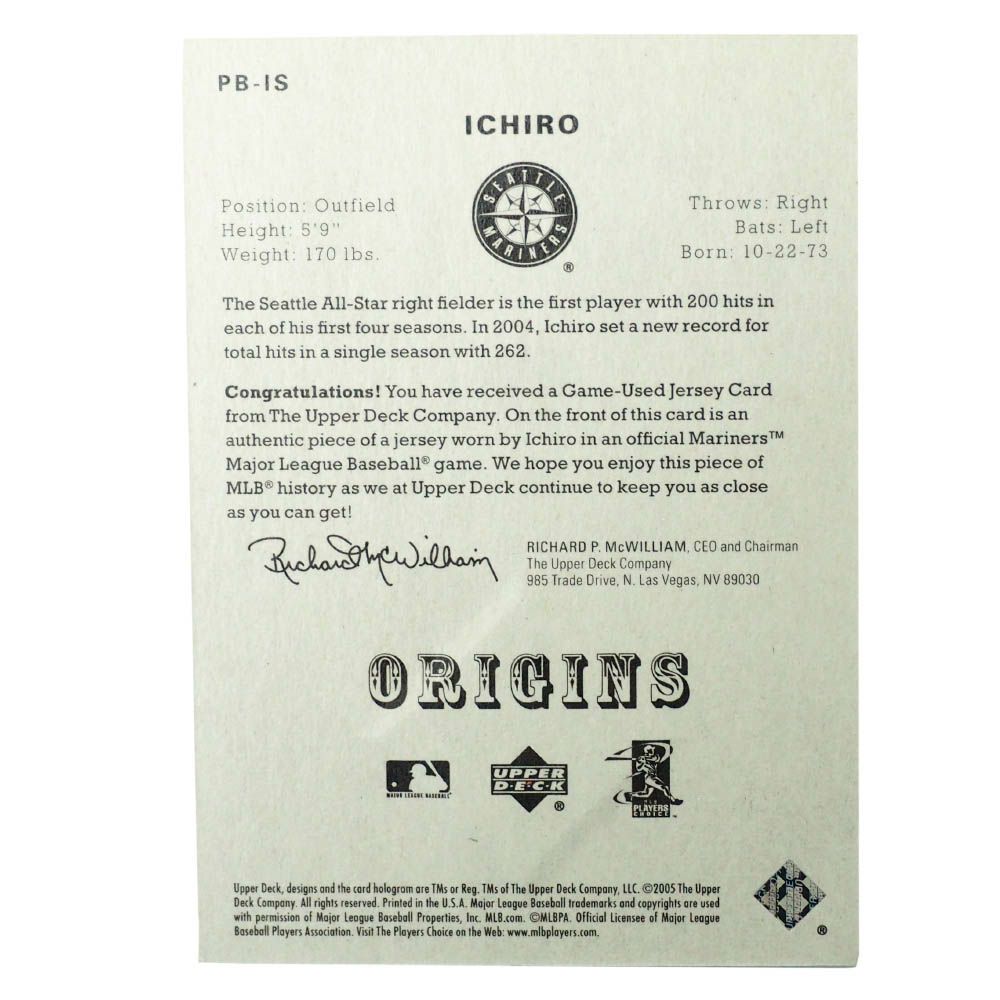 PB-IS
ICHIRO
SEATTLE
MARINERS
®
Position: Outfield
Height: 5'9"
Weight: 170 lbs.
Throws: Right
Bats: Left
Born: 10-22-73
The Seattle All-Star right fielder is the first player with 200 hits in
each of his first four seasons. In 2004, Ichiro set a new record for
total hits in a single season with 262.
Congratulations! You have received a Game-Used Jersey Card
from The Upper Deck Company. On the front of this card is an
authentic piece of a jersey worn by Ichiro in an official Mariners™
Major League Baseball® game. We hope you enjoy this piece of
MLB® history as we at Upper Deck continue to keep you as close
as you can get!
Richard McWilliam
RICHARD P. McWILLIAM, CEO and Chairman
The Upper Deck Company
985 Trade Drive, N. Las Vegas, NV 89030
ORIGINS
MAJOR LEAGUE BASEBALL
UPPER
DECK
®
MLB
PLAYERS
CHOICE
™
Upper Deck, designs and the card hologram are TMs or Reg. TMs of The Upper Deck Company, LLC. ©2005 The Upper
Deck Company. All rights reserved. Printed in the U.S.A. Major League Baseball trademarks and copyrights are used
with permission of Major League Baseball Properties, Inc. MLB.com. ©MLBPA. Official Licensee of Major League
Baseball Players Association. Visit The Players Choice on the Web: www.mlbplayers.com.
®